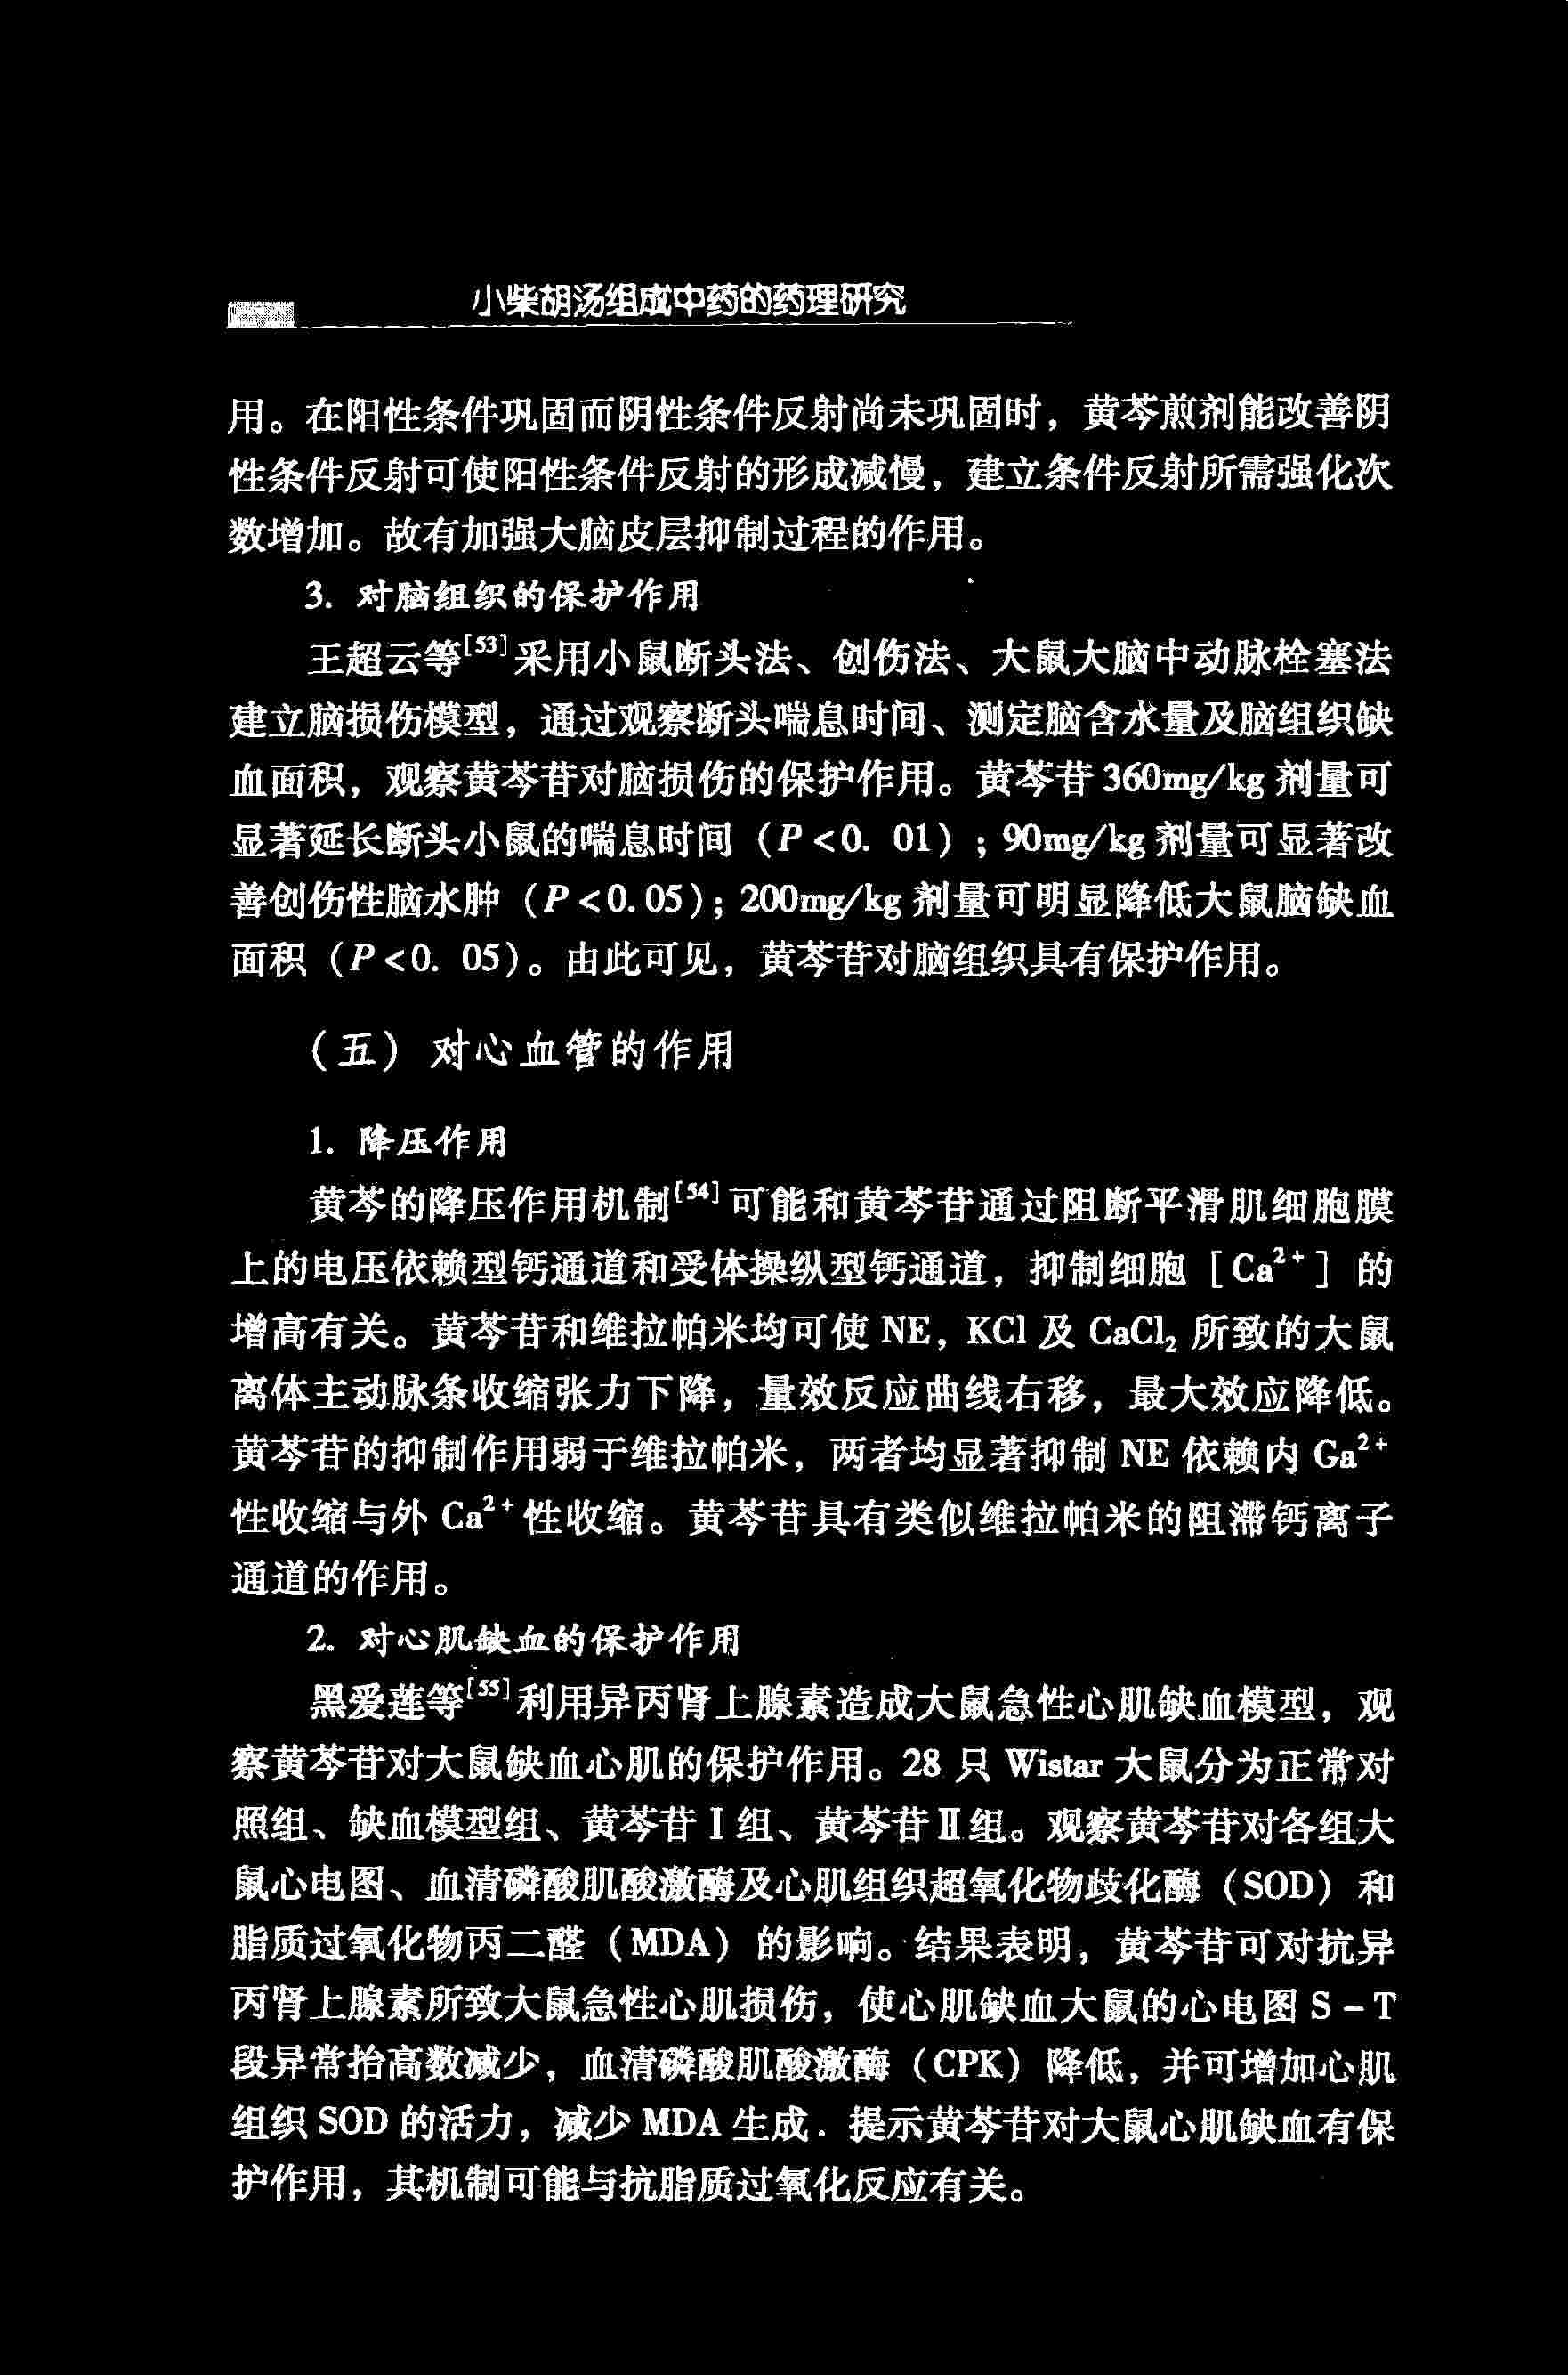 小柴胡汤组成中药的药理研究
用。在阳性条件巩固而阴性条件反射尚未巩固时，黄芩煎剂能改善阴
性条件反射可使阳性条件反射的形成减慢，建立条件反射所需强化次
数增加。故有加强大脑皮层抑制过程的作用。
3. 对脑组织的保护作用
王超云等[53]采用小鼠断头法、创伤法、大鼠大脑中动脉栓塞法
建立脑损伤模型，通过观察断头喘息时间、测定脑含水量及脑组织缺
血面积，观察黄芩苷对脑损伤的保护作用。黄芩苷 360mg/kg 剂量可
显著延长断头小鼠的喘息时间（P <0. 01）；90mg/kg 剂量可显著改
善创伤性脑水肿（P <0. 05）；200mg/kg 剂量可明显降低大鼠脑缺血
面积（P <0. 05）。由此可见，黄芩苷对脑组织具有保护作用。
（五）对心血管的作用
1. 降压作用
黄芩的降压作用机制[54]可能和黄芩苷通过阻断平滑肌细胞膜
上的电压依赖型钙通道和受体操纵型钙通道，抑制细胞［Ca²⁺］的
增高有关。黄芩苷和维拉帕米均可使 NE，KCl 及 CaCl₂ 所致的大鼠
离体主动脉条收缩张力下降，量效反应曲线右移，最大效应降低。
黄芩苷的抑制作用弱于维拉帕米，两者均显著抑制 NE 依赖内 Ga²⁺
性收缩与外 Ca²⁺性收缩。黄芩苷具有类似维拉帕米的阻滞钙离子
通道的作用。
2. 对心肌缺血的保护作用
黑爱莲等[55]利用异丙肾上腺素造成大鼠急性心肌缺血模型，观
察黄芩苷对大鼠缺血心肌的保护作用。28 只 Wistar 大鼠分为正常对
照组、缺血模型组、黄芩苷Ⅰ组、黄芩苷Ⅱ组。观察黄芩苷对各组大
鼠心电图、血清磷酸肌酸激酶及心肌组织超氧化物歧化酶（SOD）和
脂质过氧化物丙二醛（MDA）的影响。结果表明，黄芩苷可对抗异
丙肾上腺素所致大鼠急性心肌损伤，使心肌缺血大鼠的心电图 S－T
段异常抬高数减少，血清磷酸肌酸激酶（CPK）降低，并可增加心肌
组织 SOD 的活力，减少 MDA 生成．提示黄芩苷对大鼠心肌缺血有保
护作用，其机制可能与抗脂质过氧化反应有关。